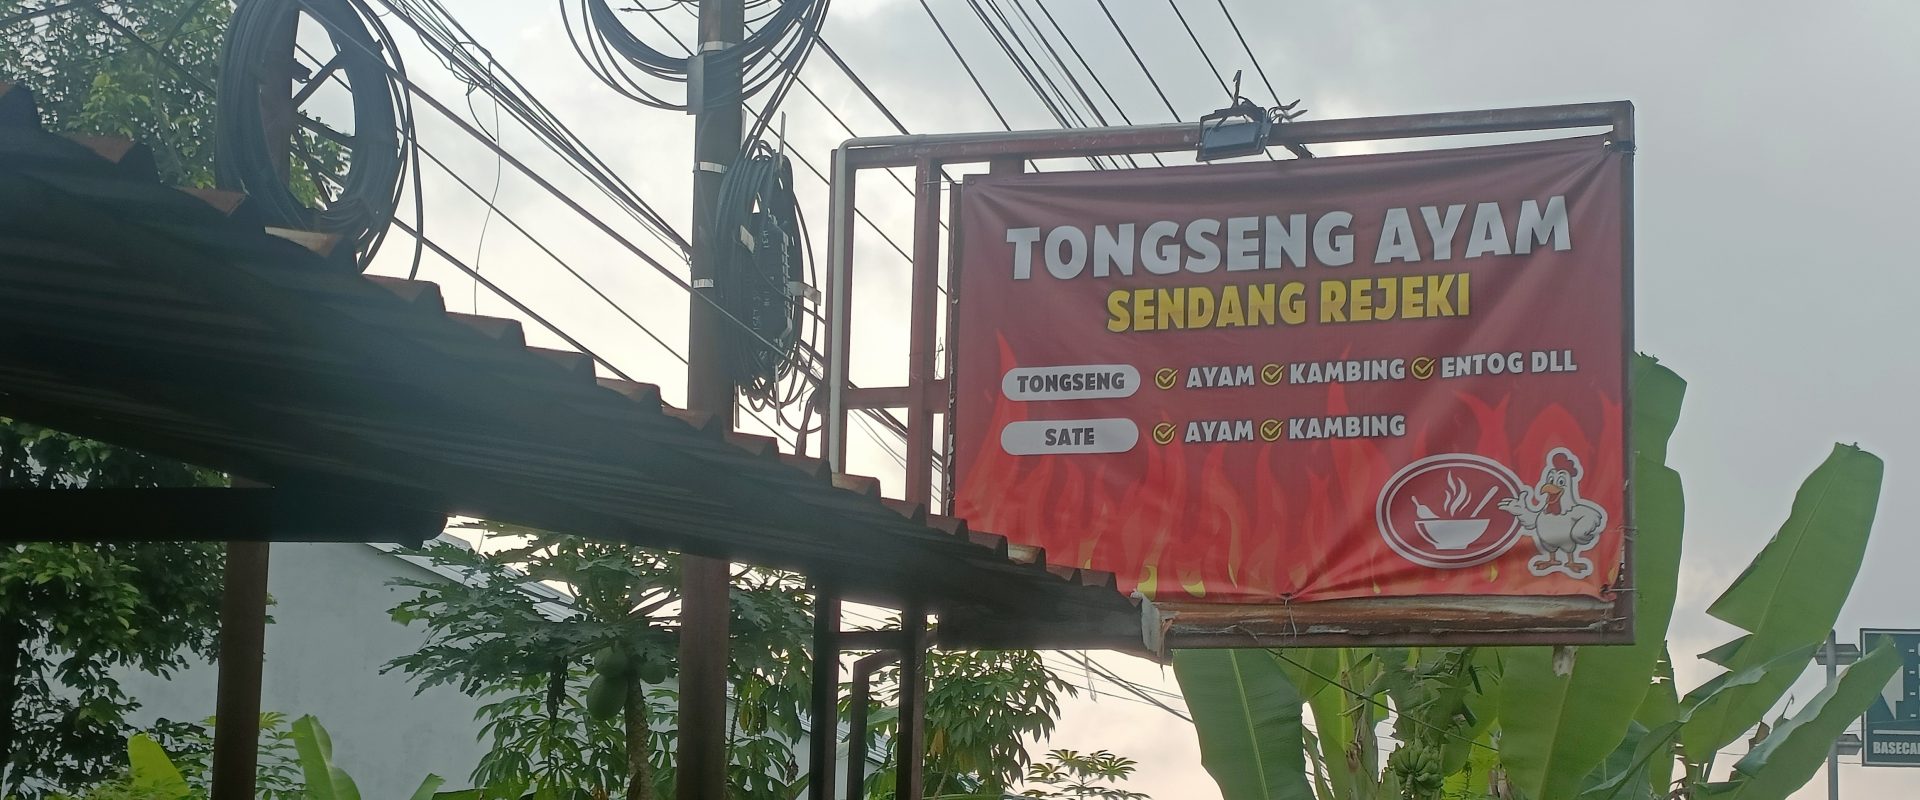 TONGSENG AYAM
SENDANG REJEKI
TONGSENG AYAM KAMBING ENTOG DLL
SATE AYAM KAMBING